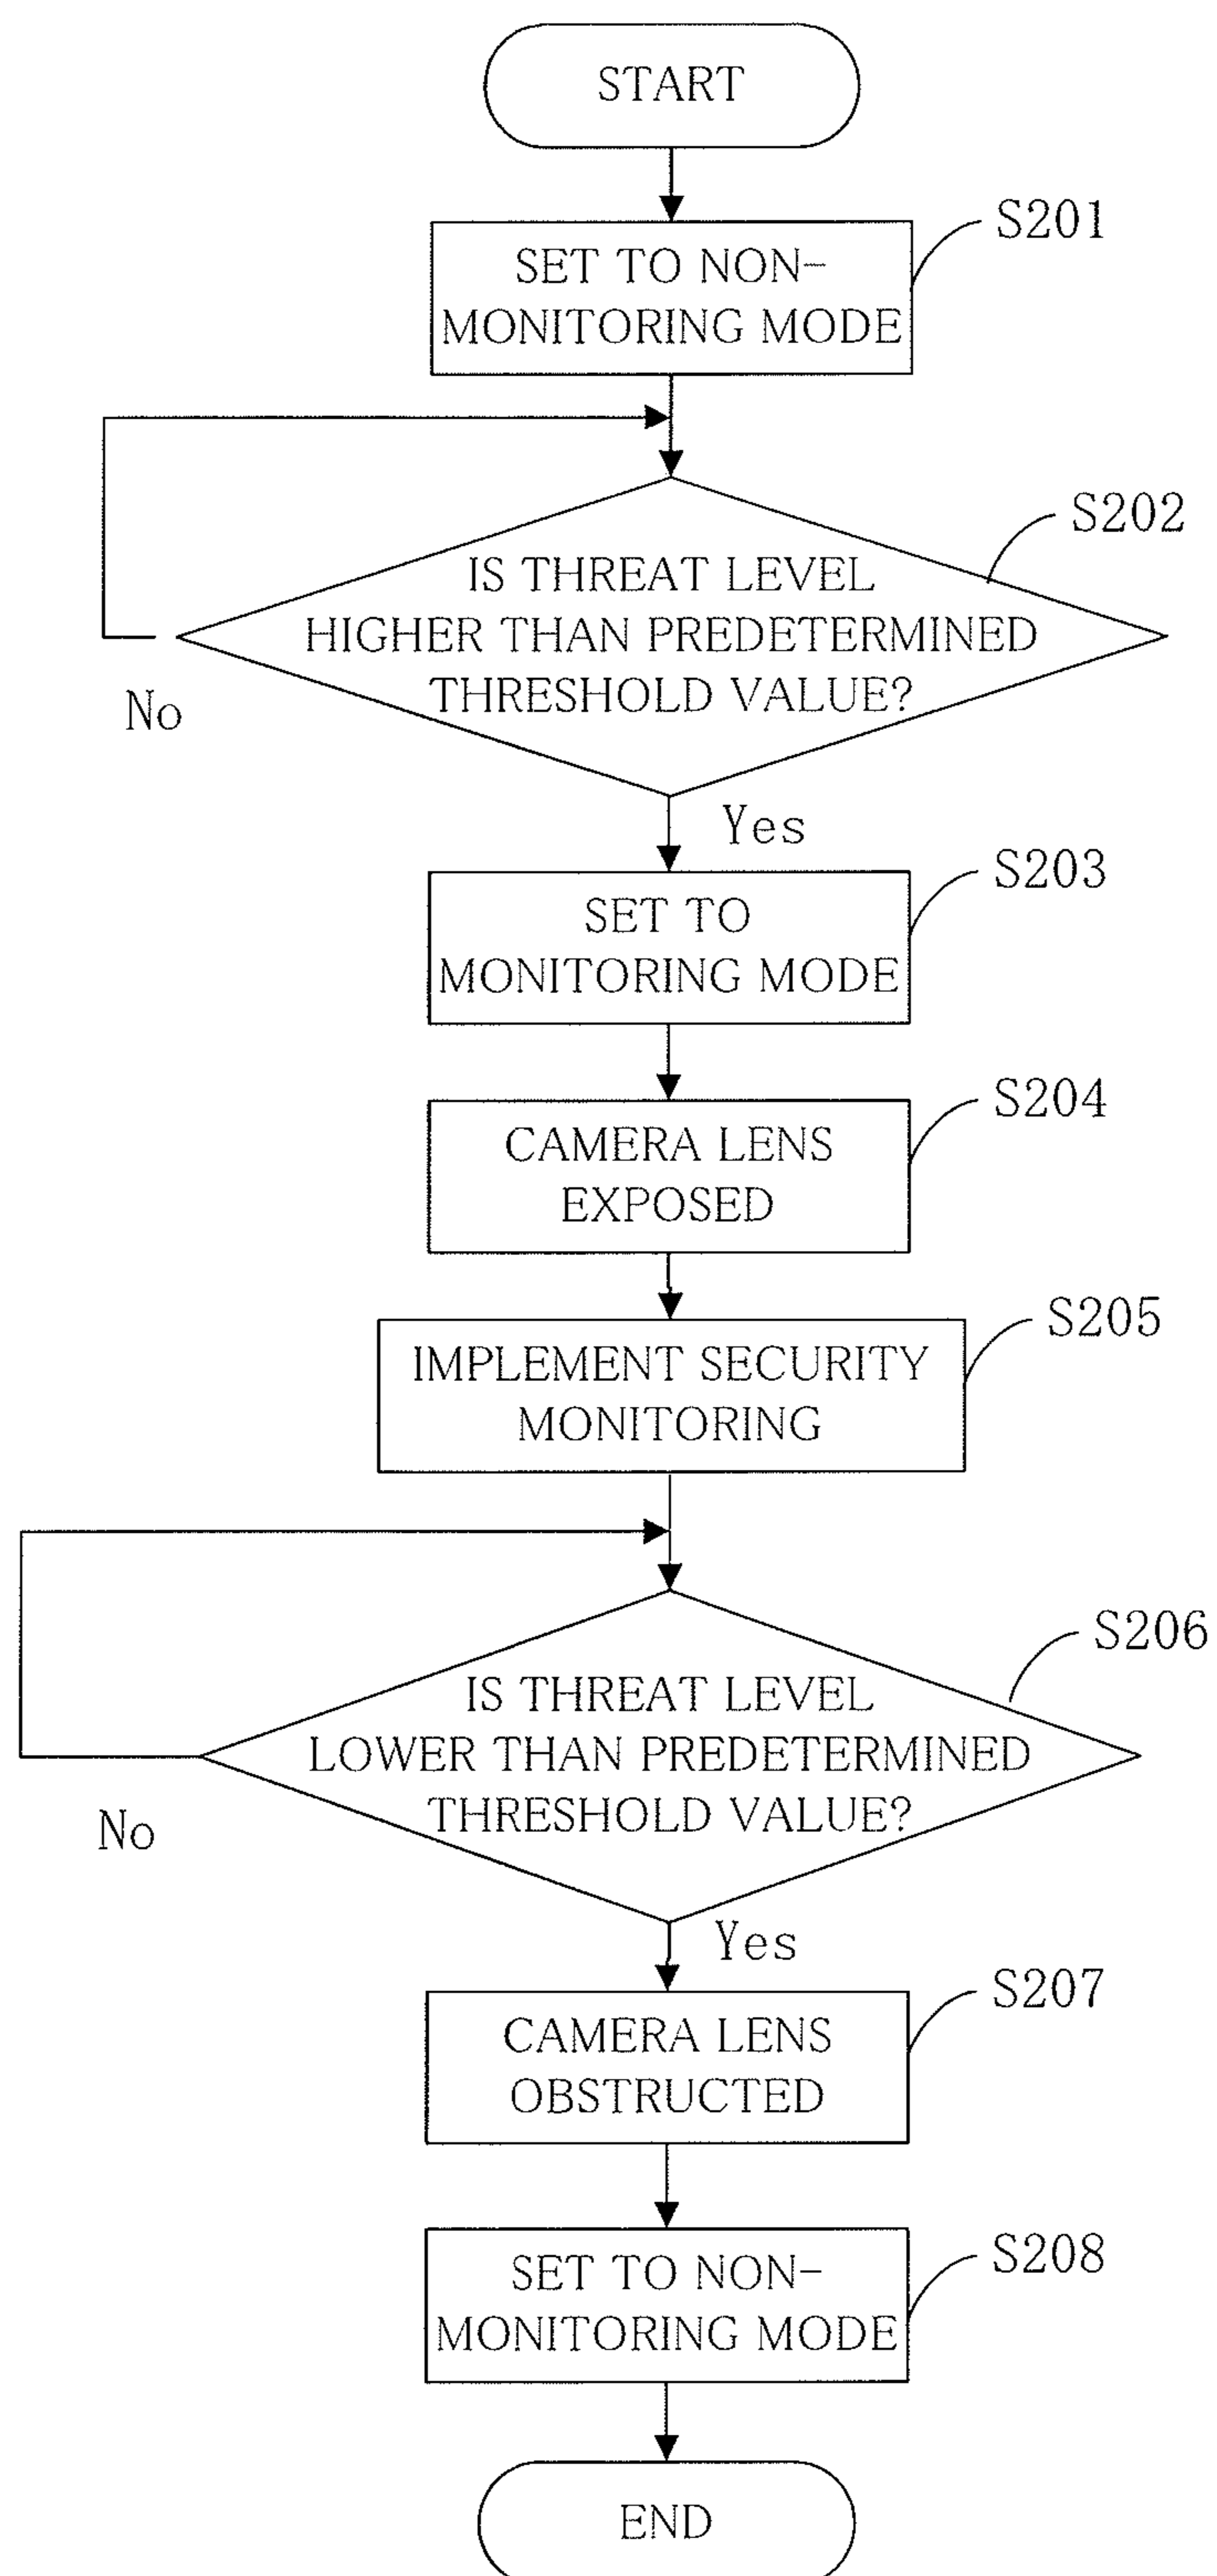 START
S201
SET TO NON-
MONITORING MODE
S202
IS THREAT LEVEL
HIGHER THAN PREDETERMINED
THRESHOLD VALUE?
No
Yes
S203
SET TO
MONITORING MODE
S204
CAMERA LENS
EXPOSED
S205
IMPLEMENT SECURITY
MONITORING
S206
IS THREAT LEVEL
LOWER THAN PREDETERMINED
THRESHOLD VALUE?
No
Yes
S207
CAMERA LENS
OBSTRUCTED
S208
SET TO NON-
MONITORING MODE
END